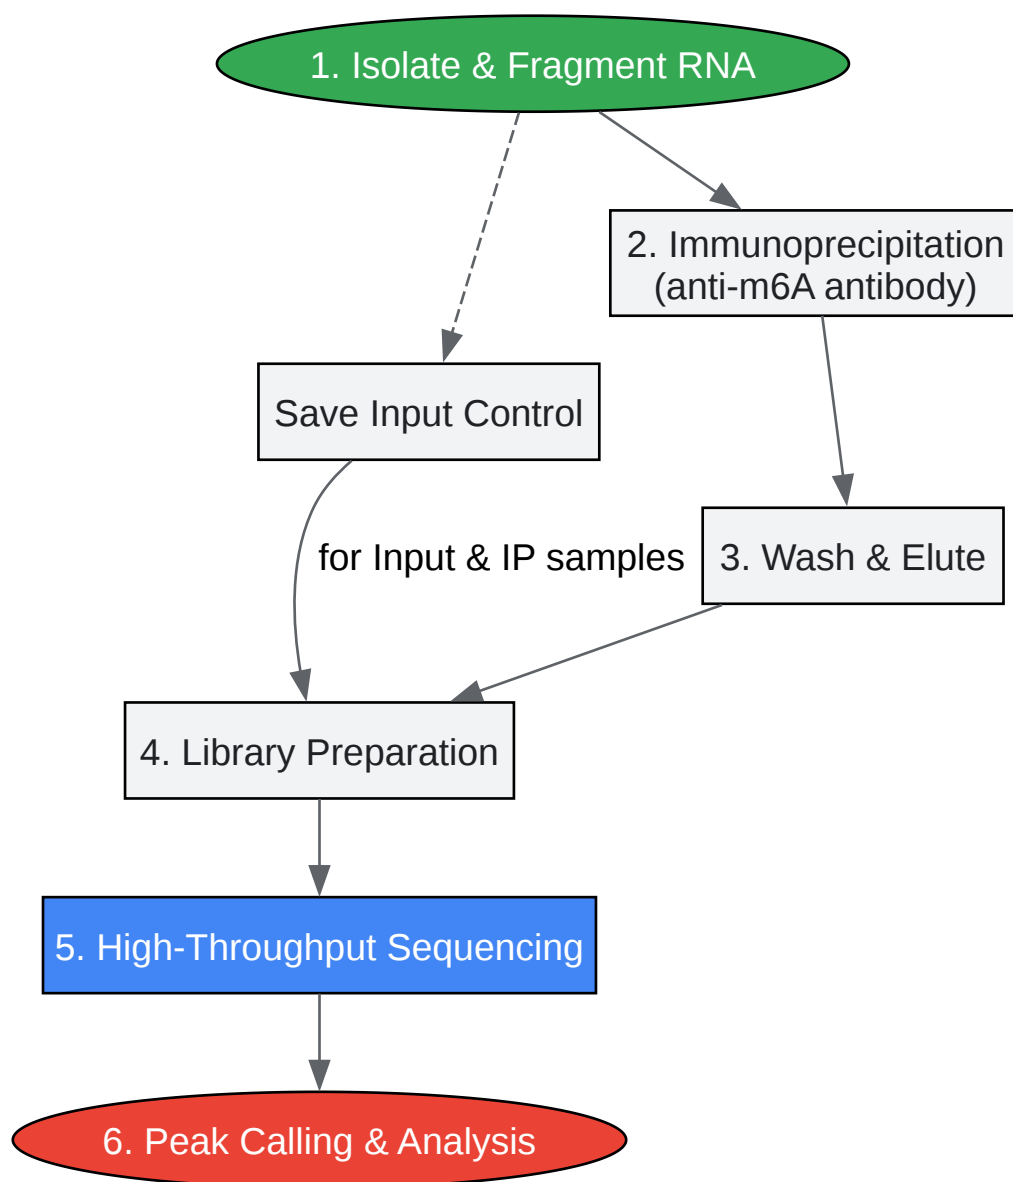 1. Isolate & Fragment RNA
2. Immunoprecipitation
(anti-m6A antibody)
Save Input Control
for Input & IP samples
3. Wash & Elute
4. Library Preparation
5. High-Throughput Sequencing
6. Peak Calling & Analysis